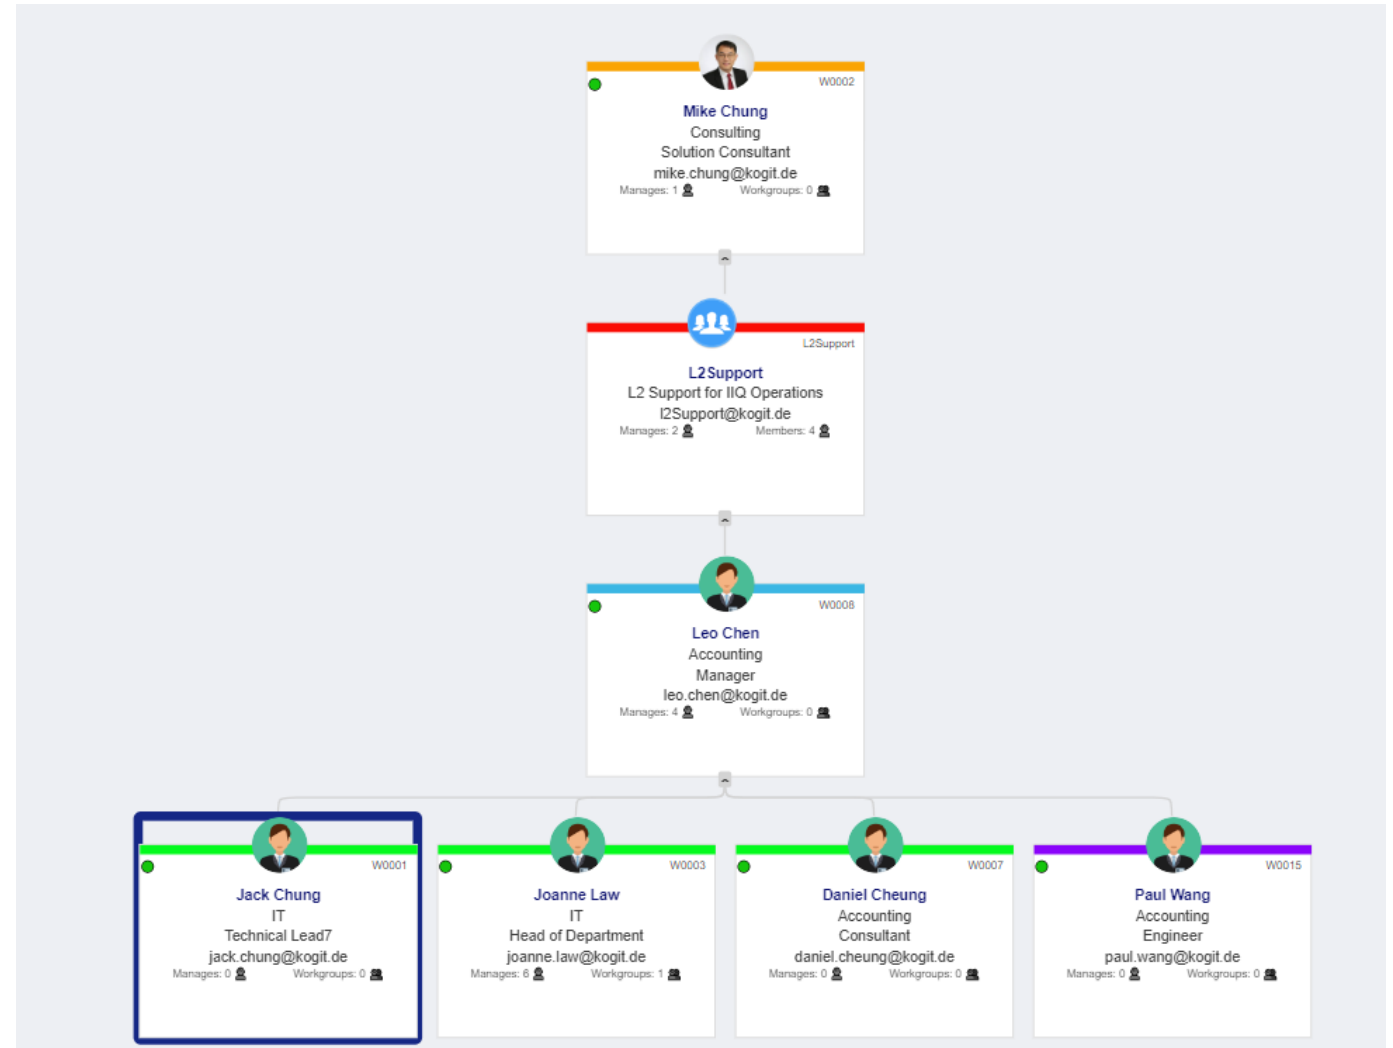 W0002
Mike Chung
Consulting
Solution Consultant
mike.chung@kogit.de
Manages: 1 Workgroups: 0
L2Support
L2Support
L2 Support for IIQ Operations
l2Support@kogit.de
Manages: 2 Members: 4
W0008
Leo Chen
Accounting
Manager
leo.chen@kogit.de
Manages: 4 Workgroups: 0
W0001
Jack Chung
IT
Technical Lead7
jack.chung@kogit.de
Manages: 0 Workgroups: 0
W0003
Joanne Law
IT
Head of Department
joanne.law@kogit.de
Manages: 6 Workgroups: 1
W0007
Daniel Cheung
Accounting
Consultant
daniel.cheung@kogit.de
Manages: 0 Workgroups: 0
W0015
Paul Wang
Accounting
Engineer
paul.wang@kogit.de
Manages: 0 Workgroups: 0